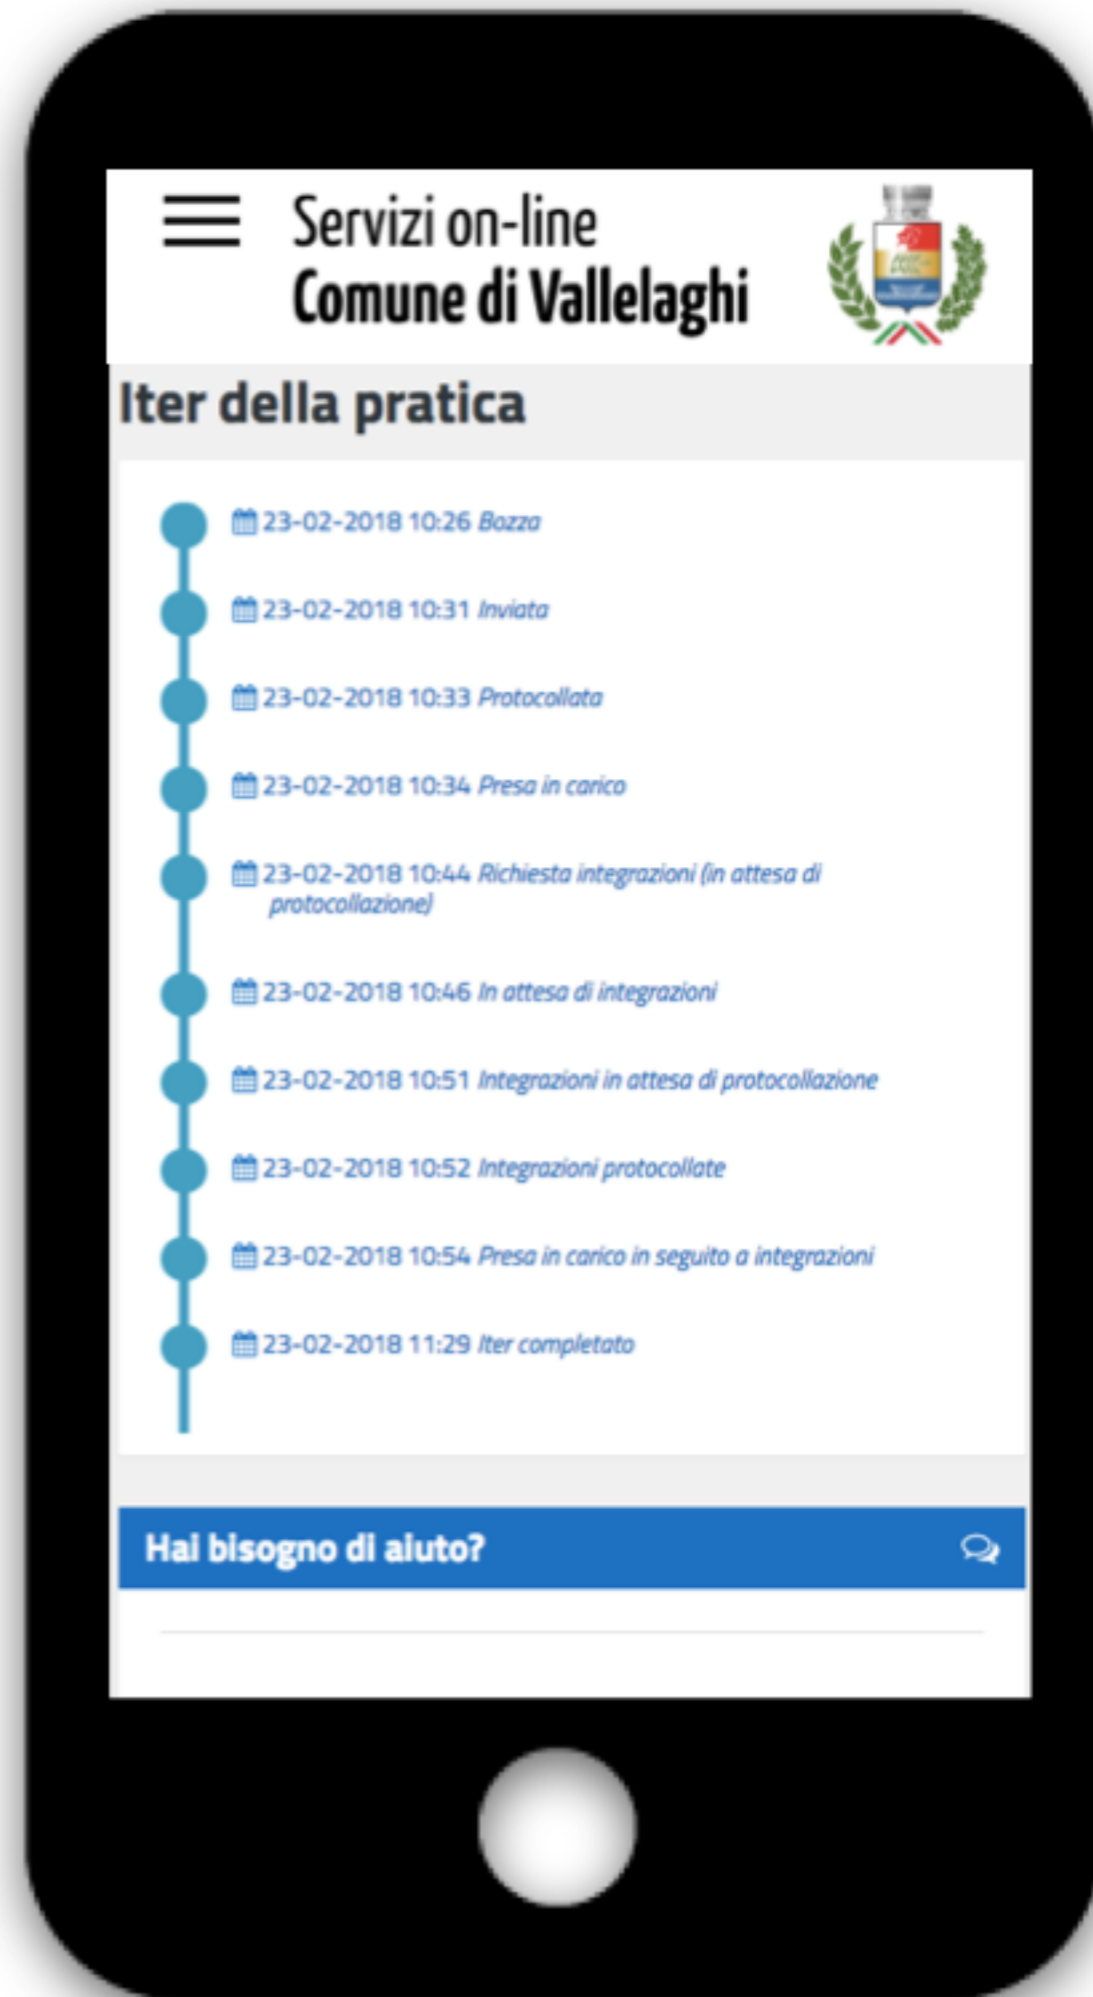 Servizi on-line
Comune di Vallelaghi
Iter della pratica
23-02-2018 10:26 Bozza
23-02-2018 10:31 Inviata
23-02-2018 10:33 Protocollata
23-02-2018 10:34 Presa in carico
23-02-2018 10:44 Richiesta integrazioni (in attesa di
protocollazione)
23-02-2018 10:46 In attesa di integrazioni
23-02-2018 10:51 Integrazioni in attesa di protocollazione
23-02-2018 10:52 Integrazioni protocollate
23-02-2018 10:54 Presa in carico in seguito a integrazioni
23-02-2018 11:29 Iter completato
Hai bisogno di aiuto?